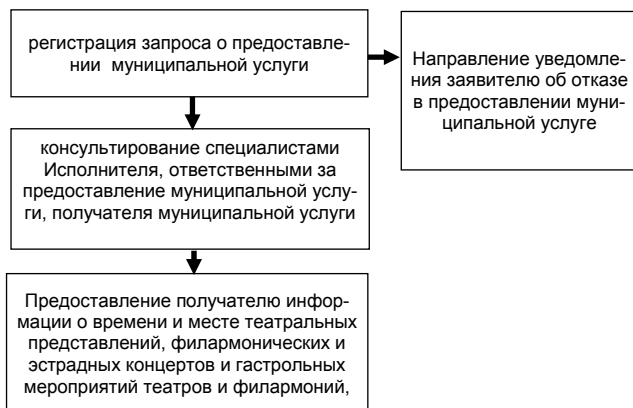 регистрация запроса о предоставле-
нии муниципальной услуги
Направление уведомле-
ния заявителю об отказе
в предоставлении муни-
ципальной услуге
консультирование специалистами
Исполнителя, ответственными за
предоставление муниципальной услу-
ги, получателя муниципальной услуги
Предоставление получателю инфор-
мации о времени и месте театральных
представлений, филармонических и
эстрадных концертов и гастрольных
мероприятий театров и филармоний,